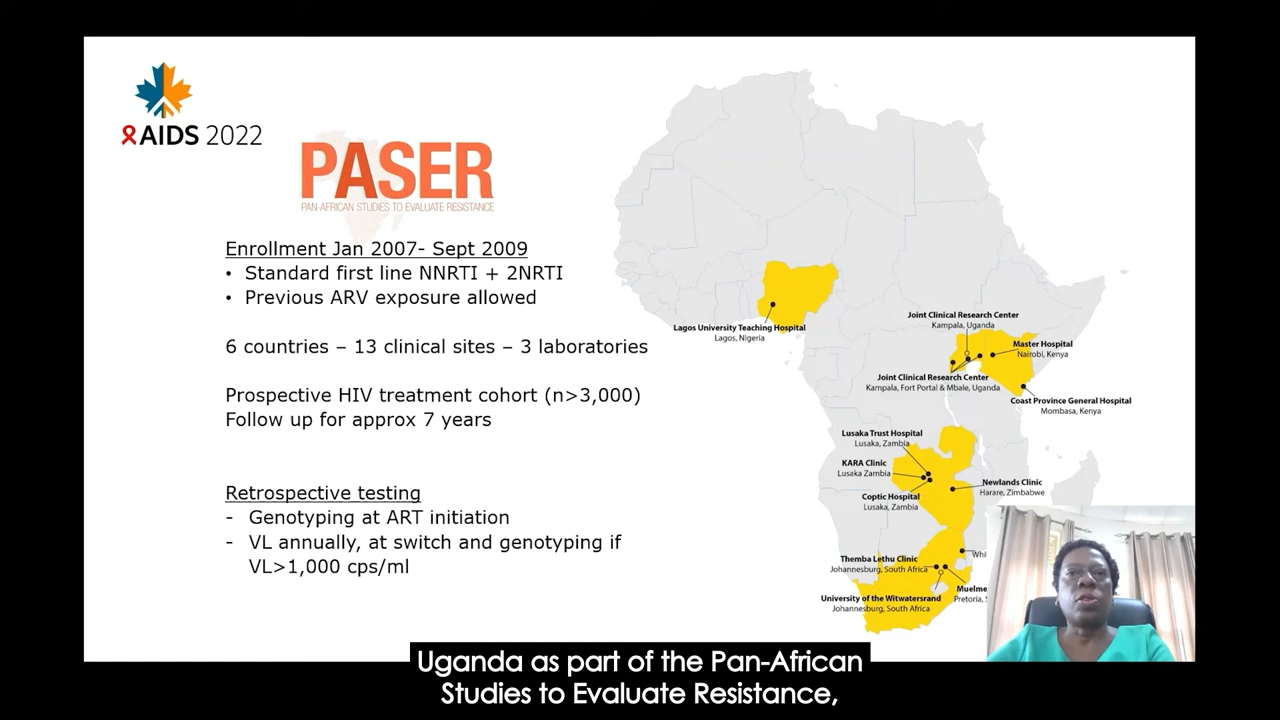 AIDS 2022
PASER
PAN-AFRICAN STUDIES TO EVALUATE RESISTANCE
Enrollment Jan 2007- Sept 2009
• Standard first line NNRTI + 2NRTI
• Previous ARV exposure allowed
6 countries – 13 clinical sites – 3 laboratories
Prospective HIV treatment cohort (n>3,000)
Follow up for approx 7 years
Retrospective testing
- Genotyping at ART initiation
- VL annually, at switch and genotyping if
VL>1,000 cps/ml
Lagos University Teaching Hospital
Lagos, Nigeria
Joint Clinical Research Center
Kampala, Uganda
Master Hospital
Nairobi, Kenya
Joint Clinical Research Center
Kampala, Fort Portal & Mbale, Uganda
Coast Province General Hospital
Mombasa, Kenya
Lusaka Trust Hospital
Lusaka, Zambia
KARA Clinic
Lusaka Zambia
Coptic Hospital
Lusaka, Zambia
Newlands Clinic
Harare, Zimbabwe
Themba Lethu Clinic
Johannesburg, South Africa
University of the Witwatersrand
Johannesburg, South Africa
Pretoria,
Uganda as part of the Pan-African
Studies to Evaluate Resistance,